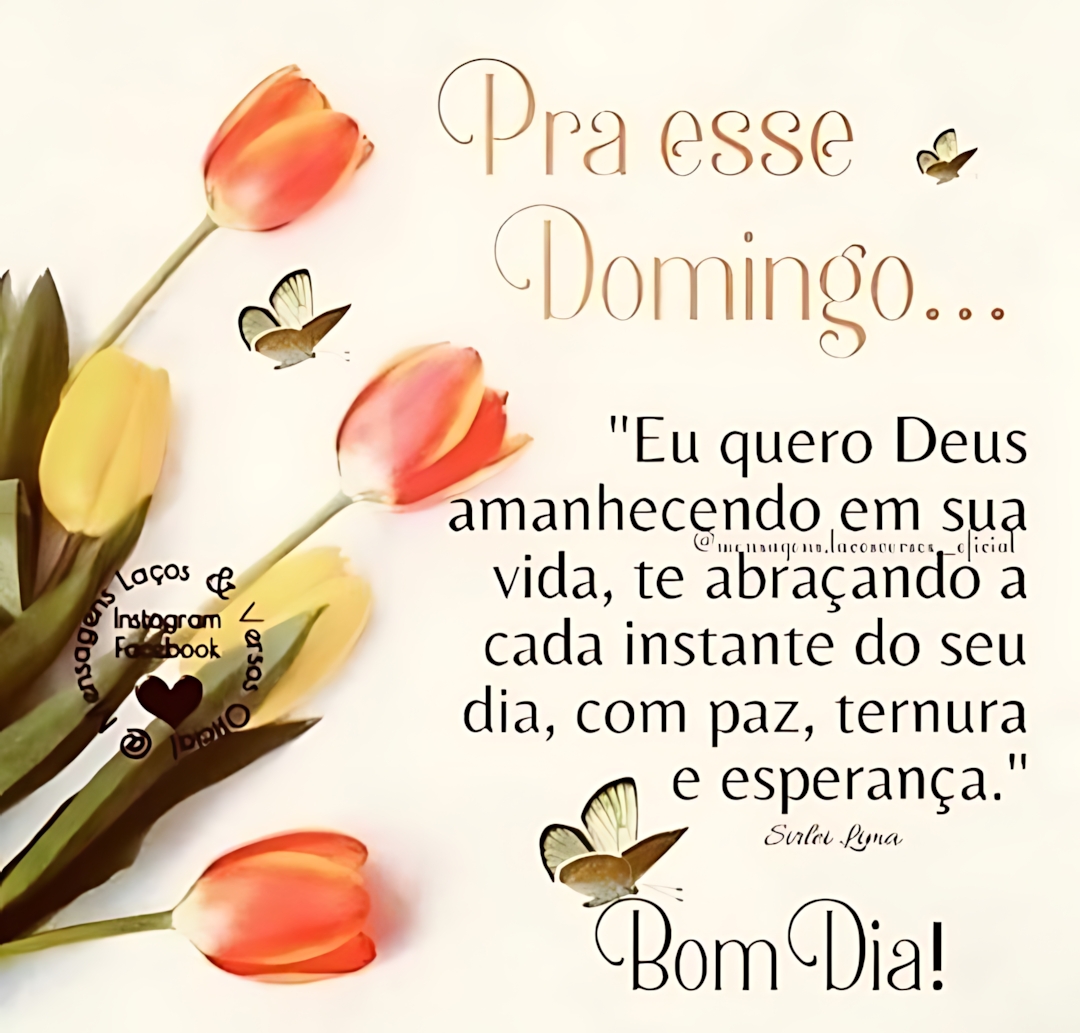 Pra esse
Domingo...
"Eu quero Deus
amanhecendo em sua
vida, te abraçando a
cada instante do seu
dia, com paz, ternura
e esperança."
Sirlei Lyma
Bom Dia!
@ Mensagens Laços & Versos Oficial
Instagram
Facebook